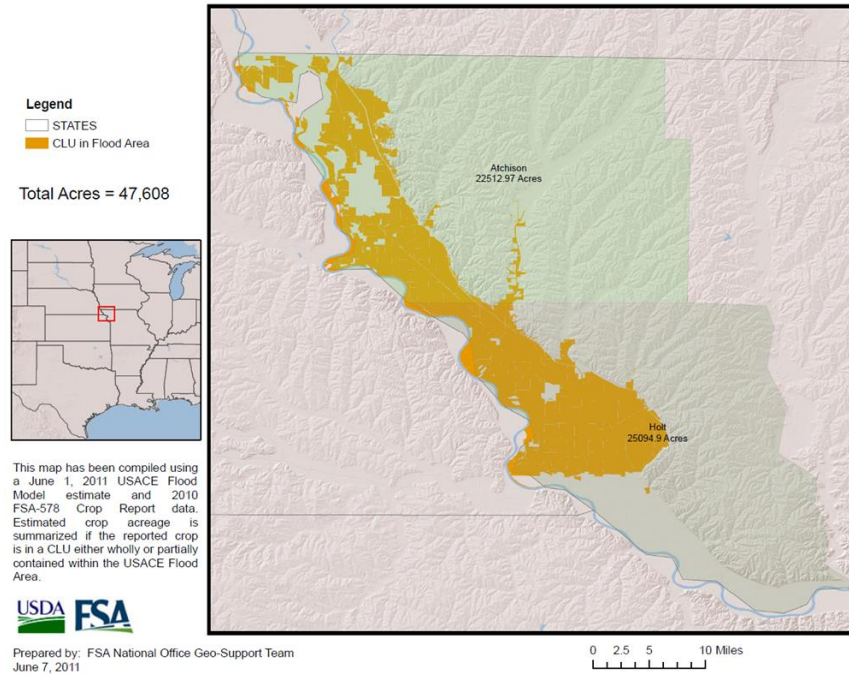 Legend
STATES
CLU in Flood Area
Total Acres = 47,608
Atchison
22512.97 Acres
Holt
25094.9 Acres
This map has been compiled using
a June 1, 2011 USACE Flood
Model estimate and 2010
FSA-578 Crop Report data.
Estimated crop acreage is
summarized if the reported crop
is in a CLU either wholly or partially
contained within the USACE Flood
Area.
USDA FSA
Prepared by: FSA National Office Geo-Support Team
June 7, 2011
0 2.5 5 10 Miles